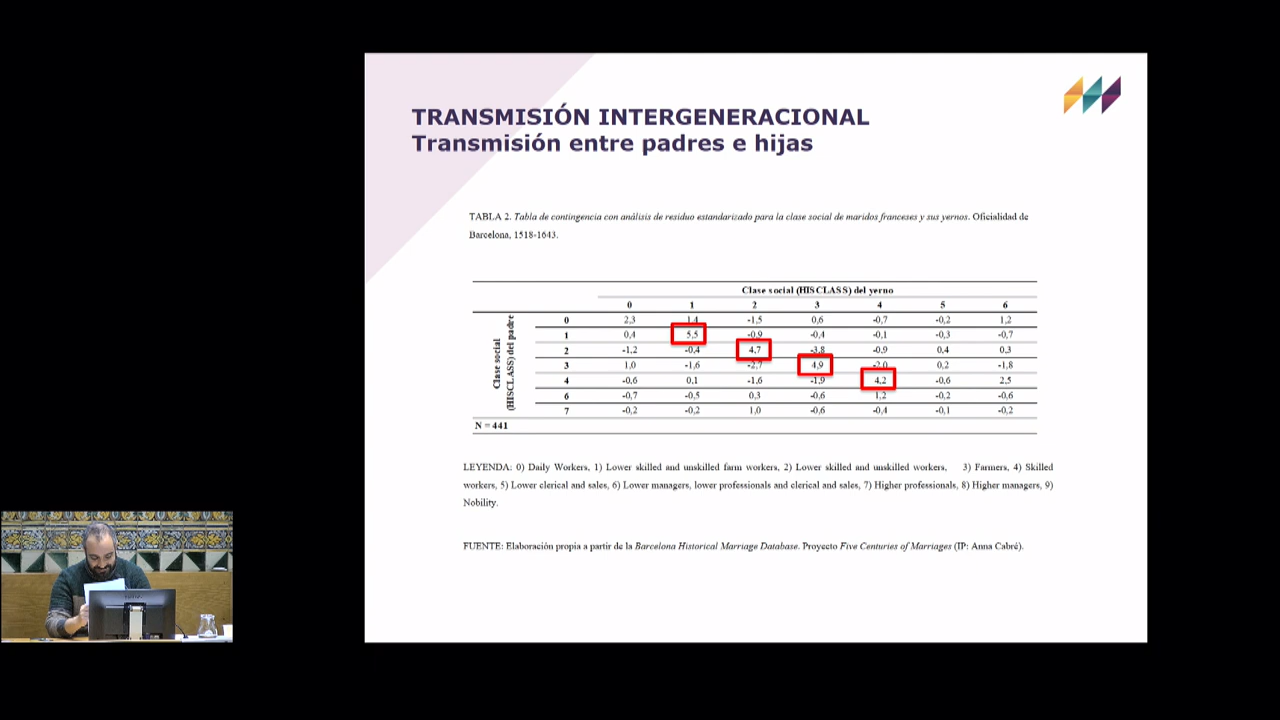 TRANSMISIÓN INTERGENERACIONAL
Transmisión entre padres e hijas
TABLA 2. Tabla de contingencia con análisis de residuo estandarizado para la clase social de maridos franceses y sus yernos. Oficialidad de
Barcelona, 1518-1643.
Clase social (HISCLASS) del yerno
0 1 2 3 4 5 6
Clase social
(HISCLASS) del padre
0 2,3 1,4 -1,5 0,6 -0,7 -0,2 1,2
1 0,4 5,5 -0,9 -0,4 -0,1 -0,3 -0,7
2 -1,2 -0,4 4,7 -3,8 -0,9 0,4 0,3
3 1,0 -1,6 -2,7 4,9 -2,0 0,2 -1,8
4 -0,6 0,1 -1,6 -1,9 4,2 -0,6 2,5
6 -0,7 -0,5 0,3 -0,6 1,2 -0,2 -0,6
7 -0,2 -0,2 1,0 -0,6 -0,4 -0,1 -0,2
N = 441
LEYENDA: 0) Daily Workers, 1) Lower skilled and unskilled farm workers, 2) Lower skilled and unskilled workers, 3) Farmers, 4) Skilled
workers, 5) Lower clerical and sales, 6) Lower managers, lower professionals and clerical and sales, 7) Higher professionals, 8) Higher managers, 9)
Nobility.
FUENTE: Elaboración propia a partir de la Barcelona Historical Marriage Database. Proyecto Five Centuries of Marriages (IP: Anna Cabré).